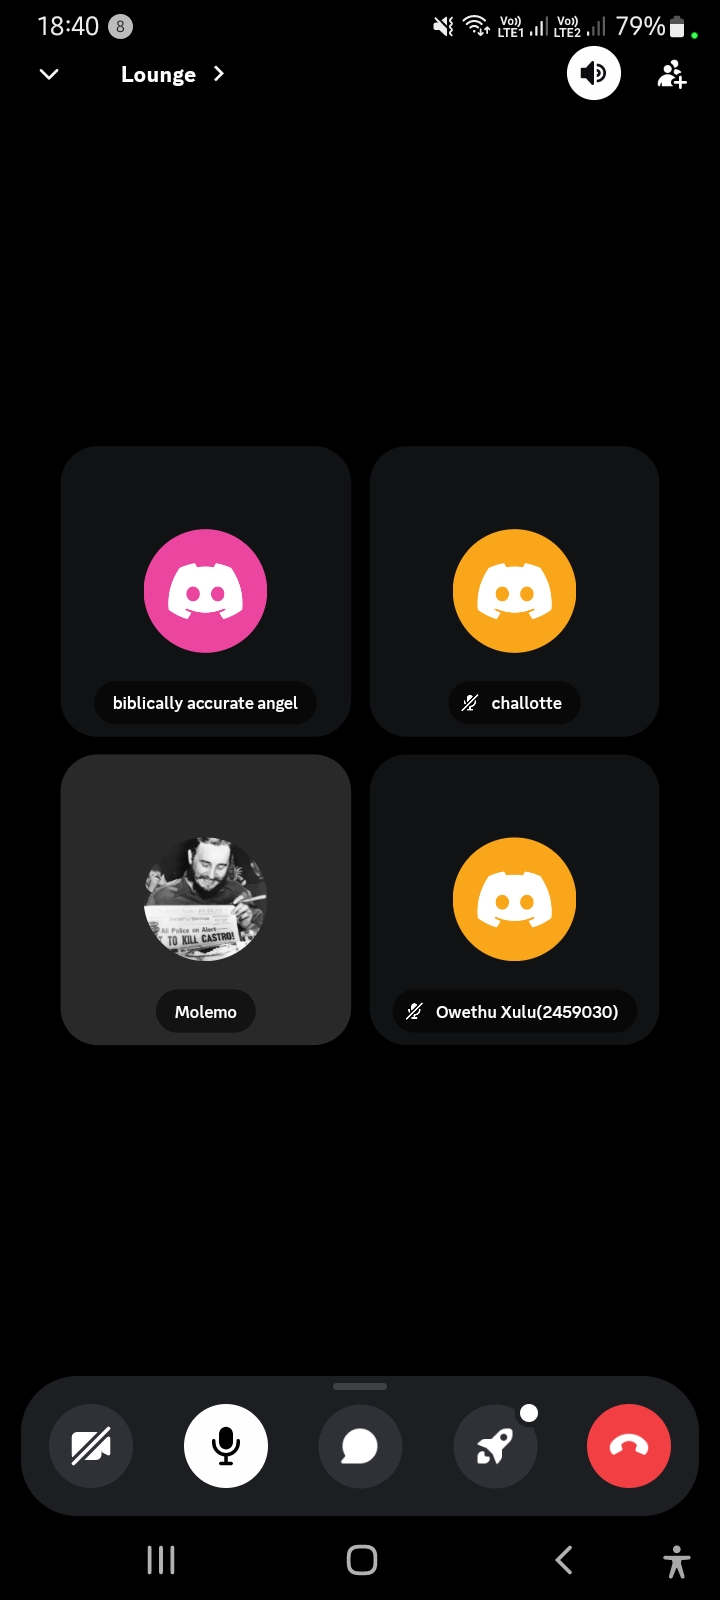 18:40 8 Vo)) LTE1 Vo)) LTE2 79%
Lounge
biblically accurate angel
challotte
All Police on Alert
T TO KILL CASTRO!
Molemo
Owethu Xulu(2459030)